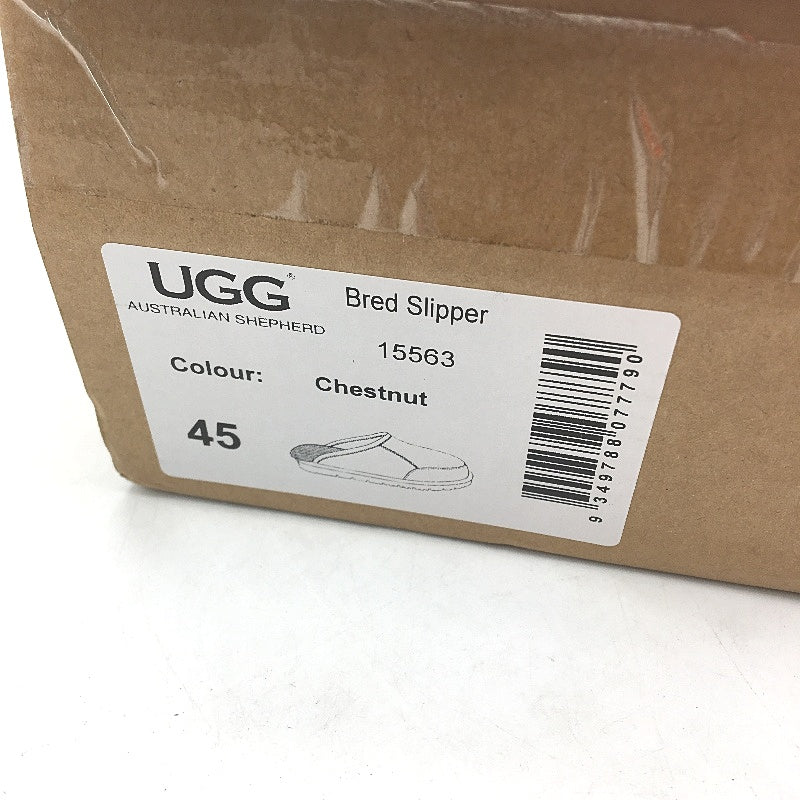 UGG®
AUSTRALIAN SHEPHERD
Bred Slipper
15563
Colour: Chestnut
45
9 349788 077790